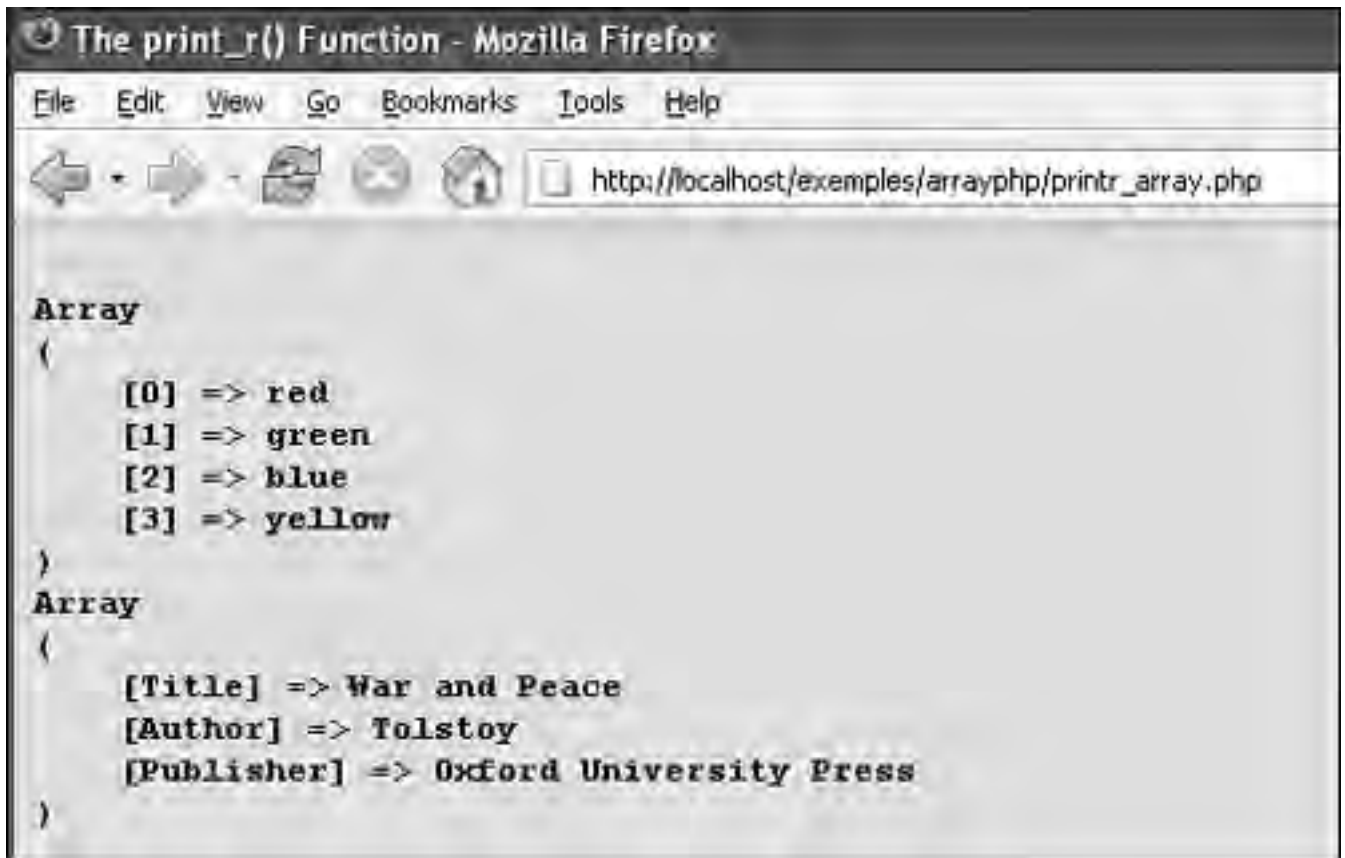 The print_r() Function - Mozilla Firefox
File Edit View Go Bookmarks Tools Help
http://localhost/exemples/arrayphp/printr_array.php
Array
(
[0] => red
[1] => green
[2] => blue
[3] => yellow
)
Array
(
[Title] => War and Peace
[Author] => Tolstoy
[Publisher] => Oxford University Press
)